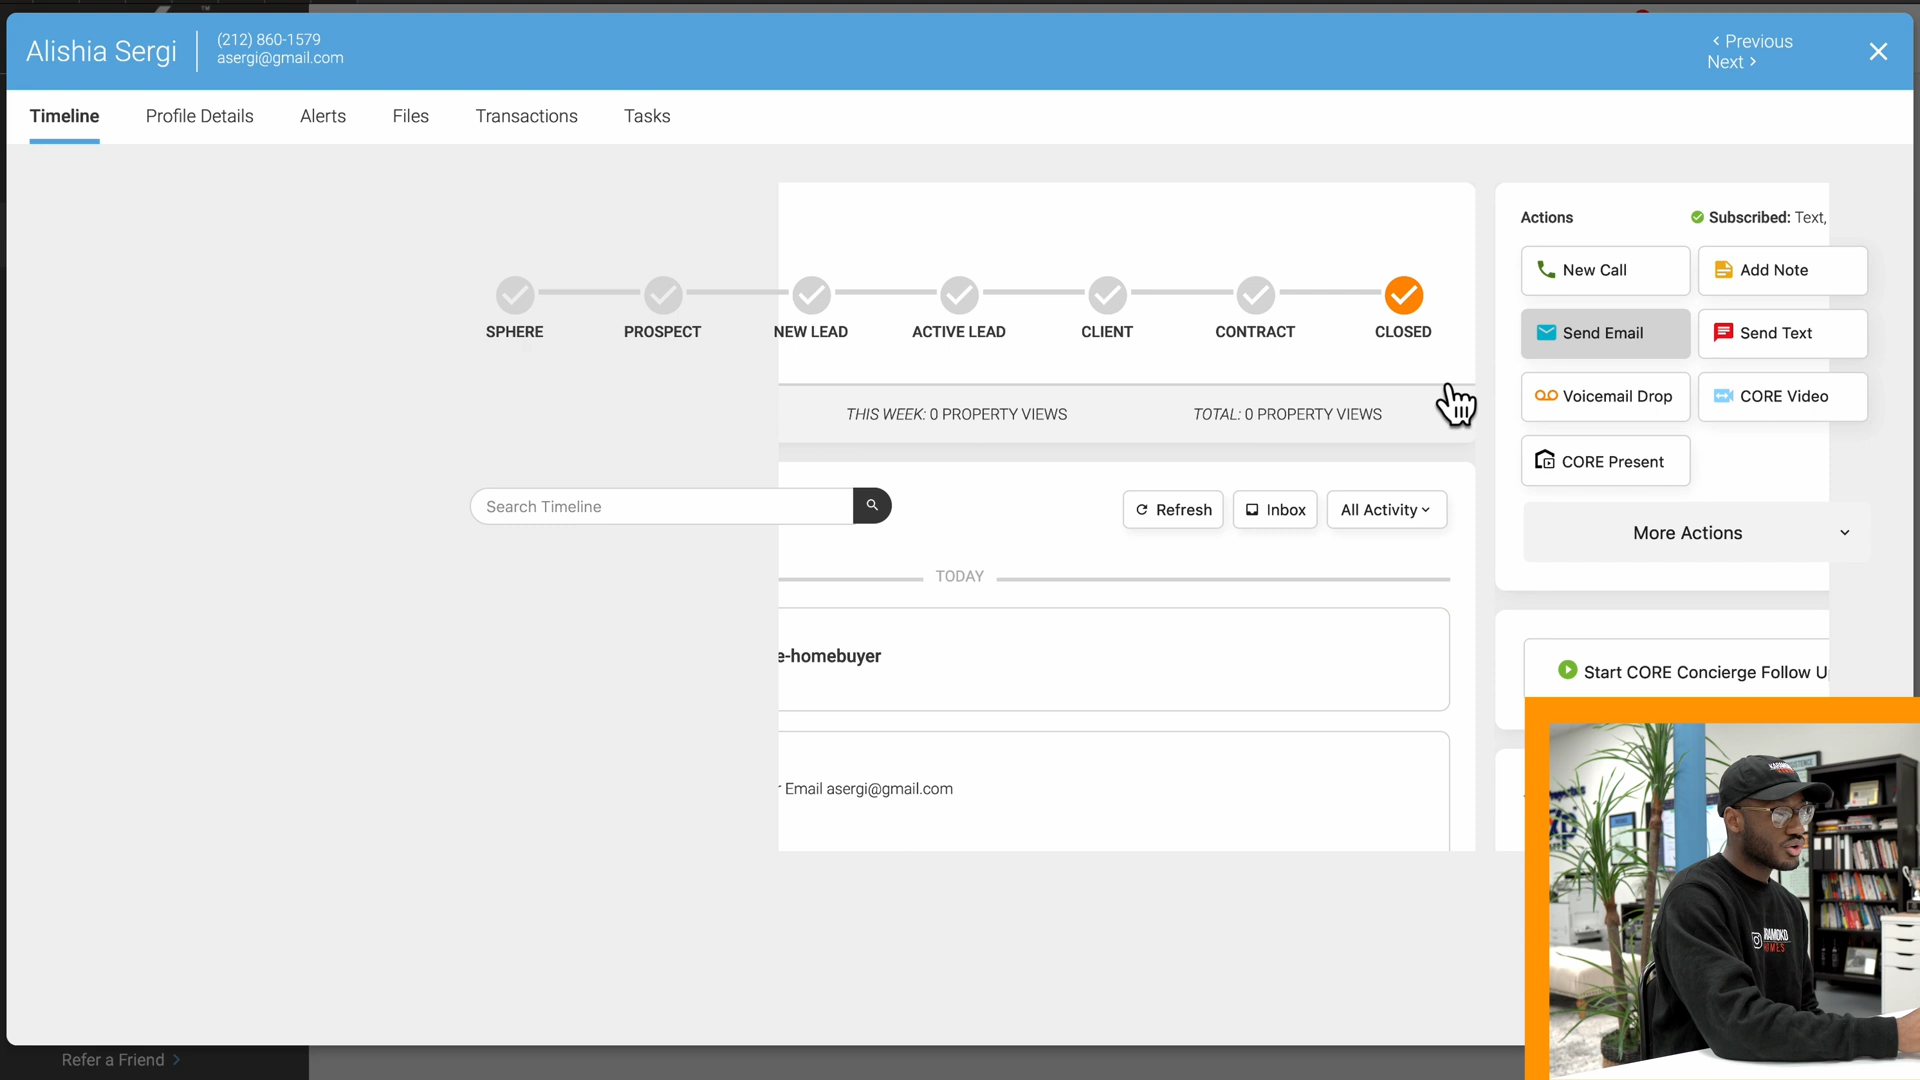 TM
Alishia Sergi
(212) 860-1579
asergi@gmail.com
Previous
Next
Timeline
Profile Details
Alerts
Files
Transactions
Tasks
SPHERE
PROSPECT
NEW LEAD
ACTIVE LEAD
CLIENT
CONTRACT
CLOSED
THIS WEEK: 0 PROPERTY VIEWS
TOTAL: 0 PROPERTY VIEWS
Search Timeline
Refresh
Inbox
All Activity
TODAY
e-homebuyer
r Email asergi@gmail.com
Actions
Subscribed: Text,
New Call
Add Note
Send Email
Send Text
Voicemail Drop
CORE Video
CORE Present
More Actions
Start CORE Concierge Follow U
Refer a Friend
HOMES